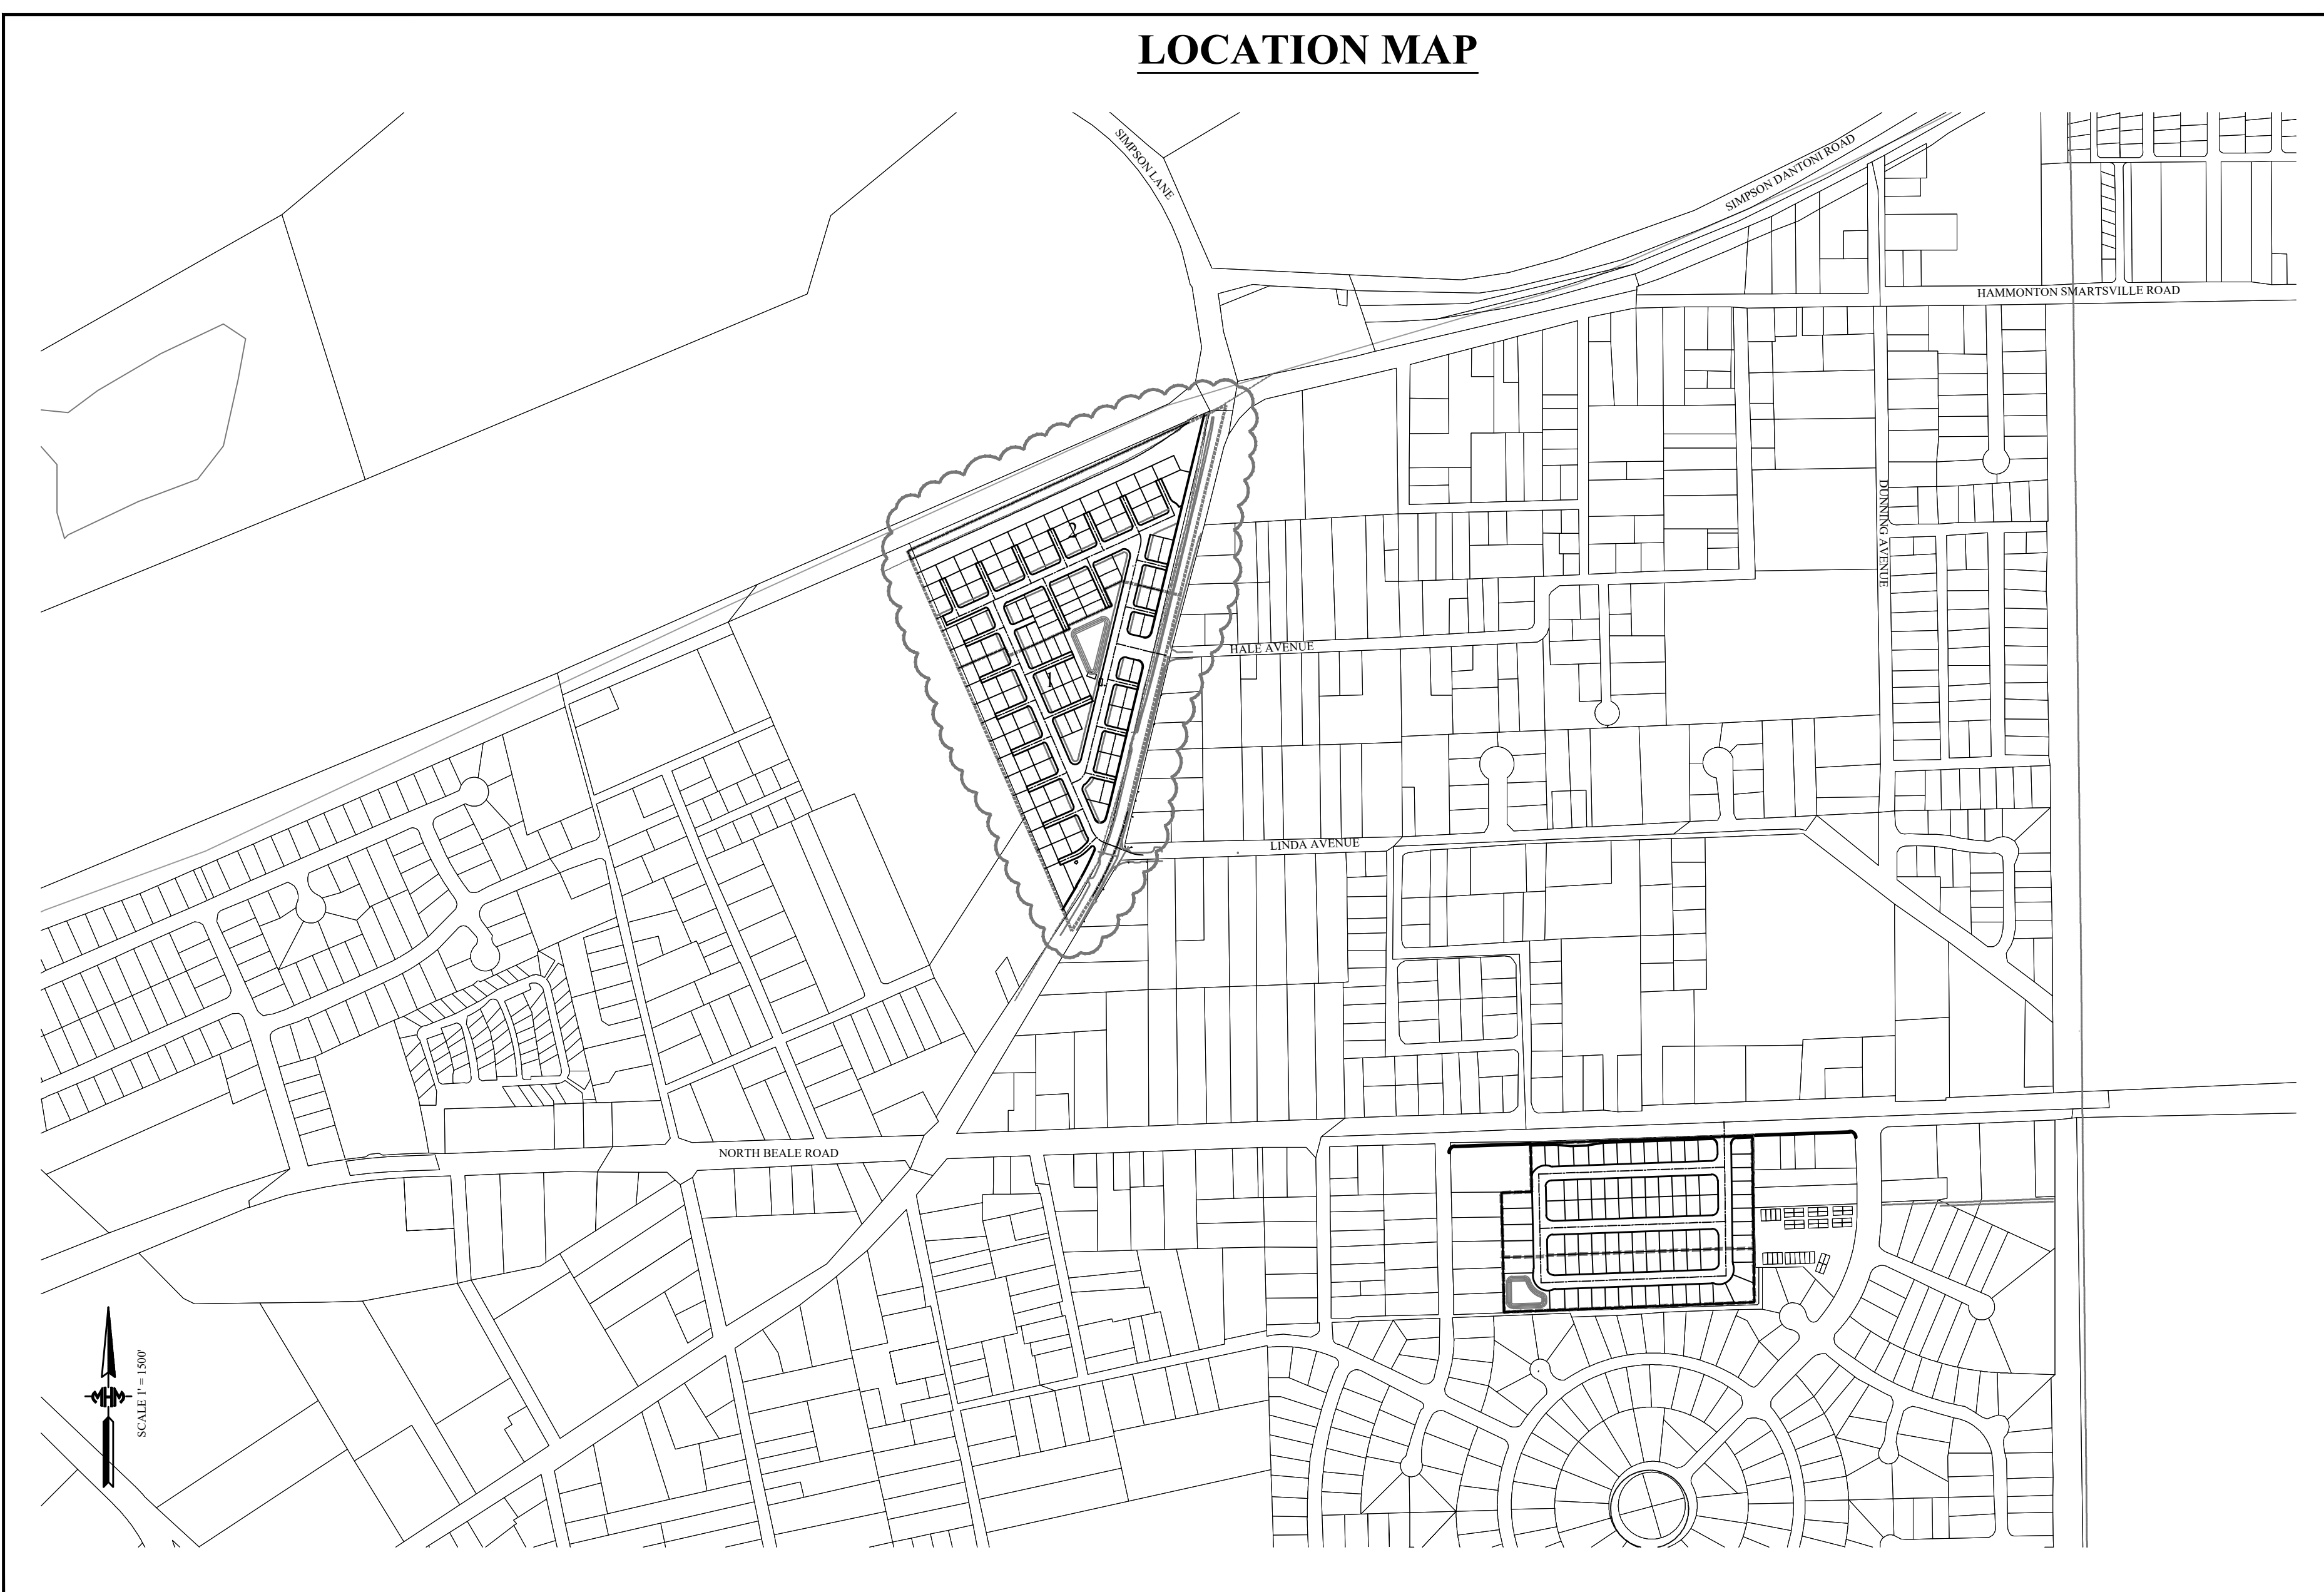 LOCATION MAP
SIMPSON LANE
SIMPSON DANTONI ROAD
HAMMONTON SMARTSVILLE ROAD
DUNNING AVENUE
2
HALE AVENUE
1
LINDA AVENUE
NORTH BEALE ROAD
MHM
SCALE 1' = 1500'